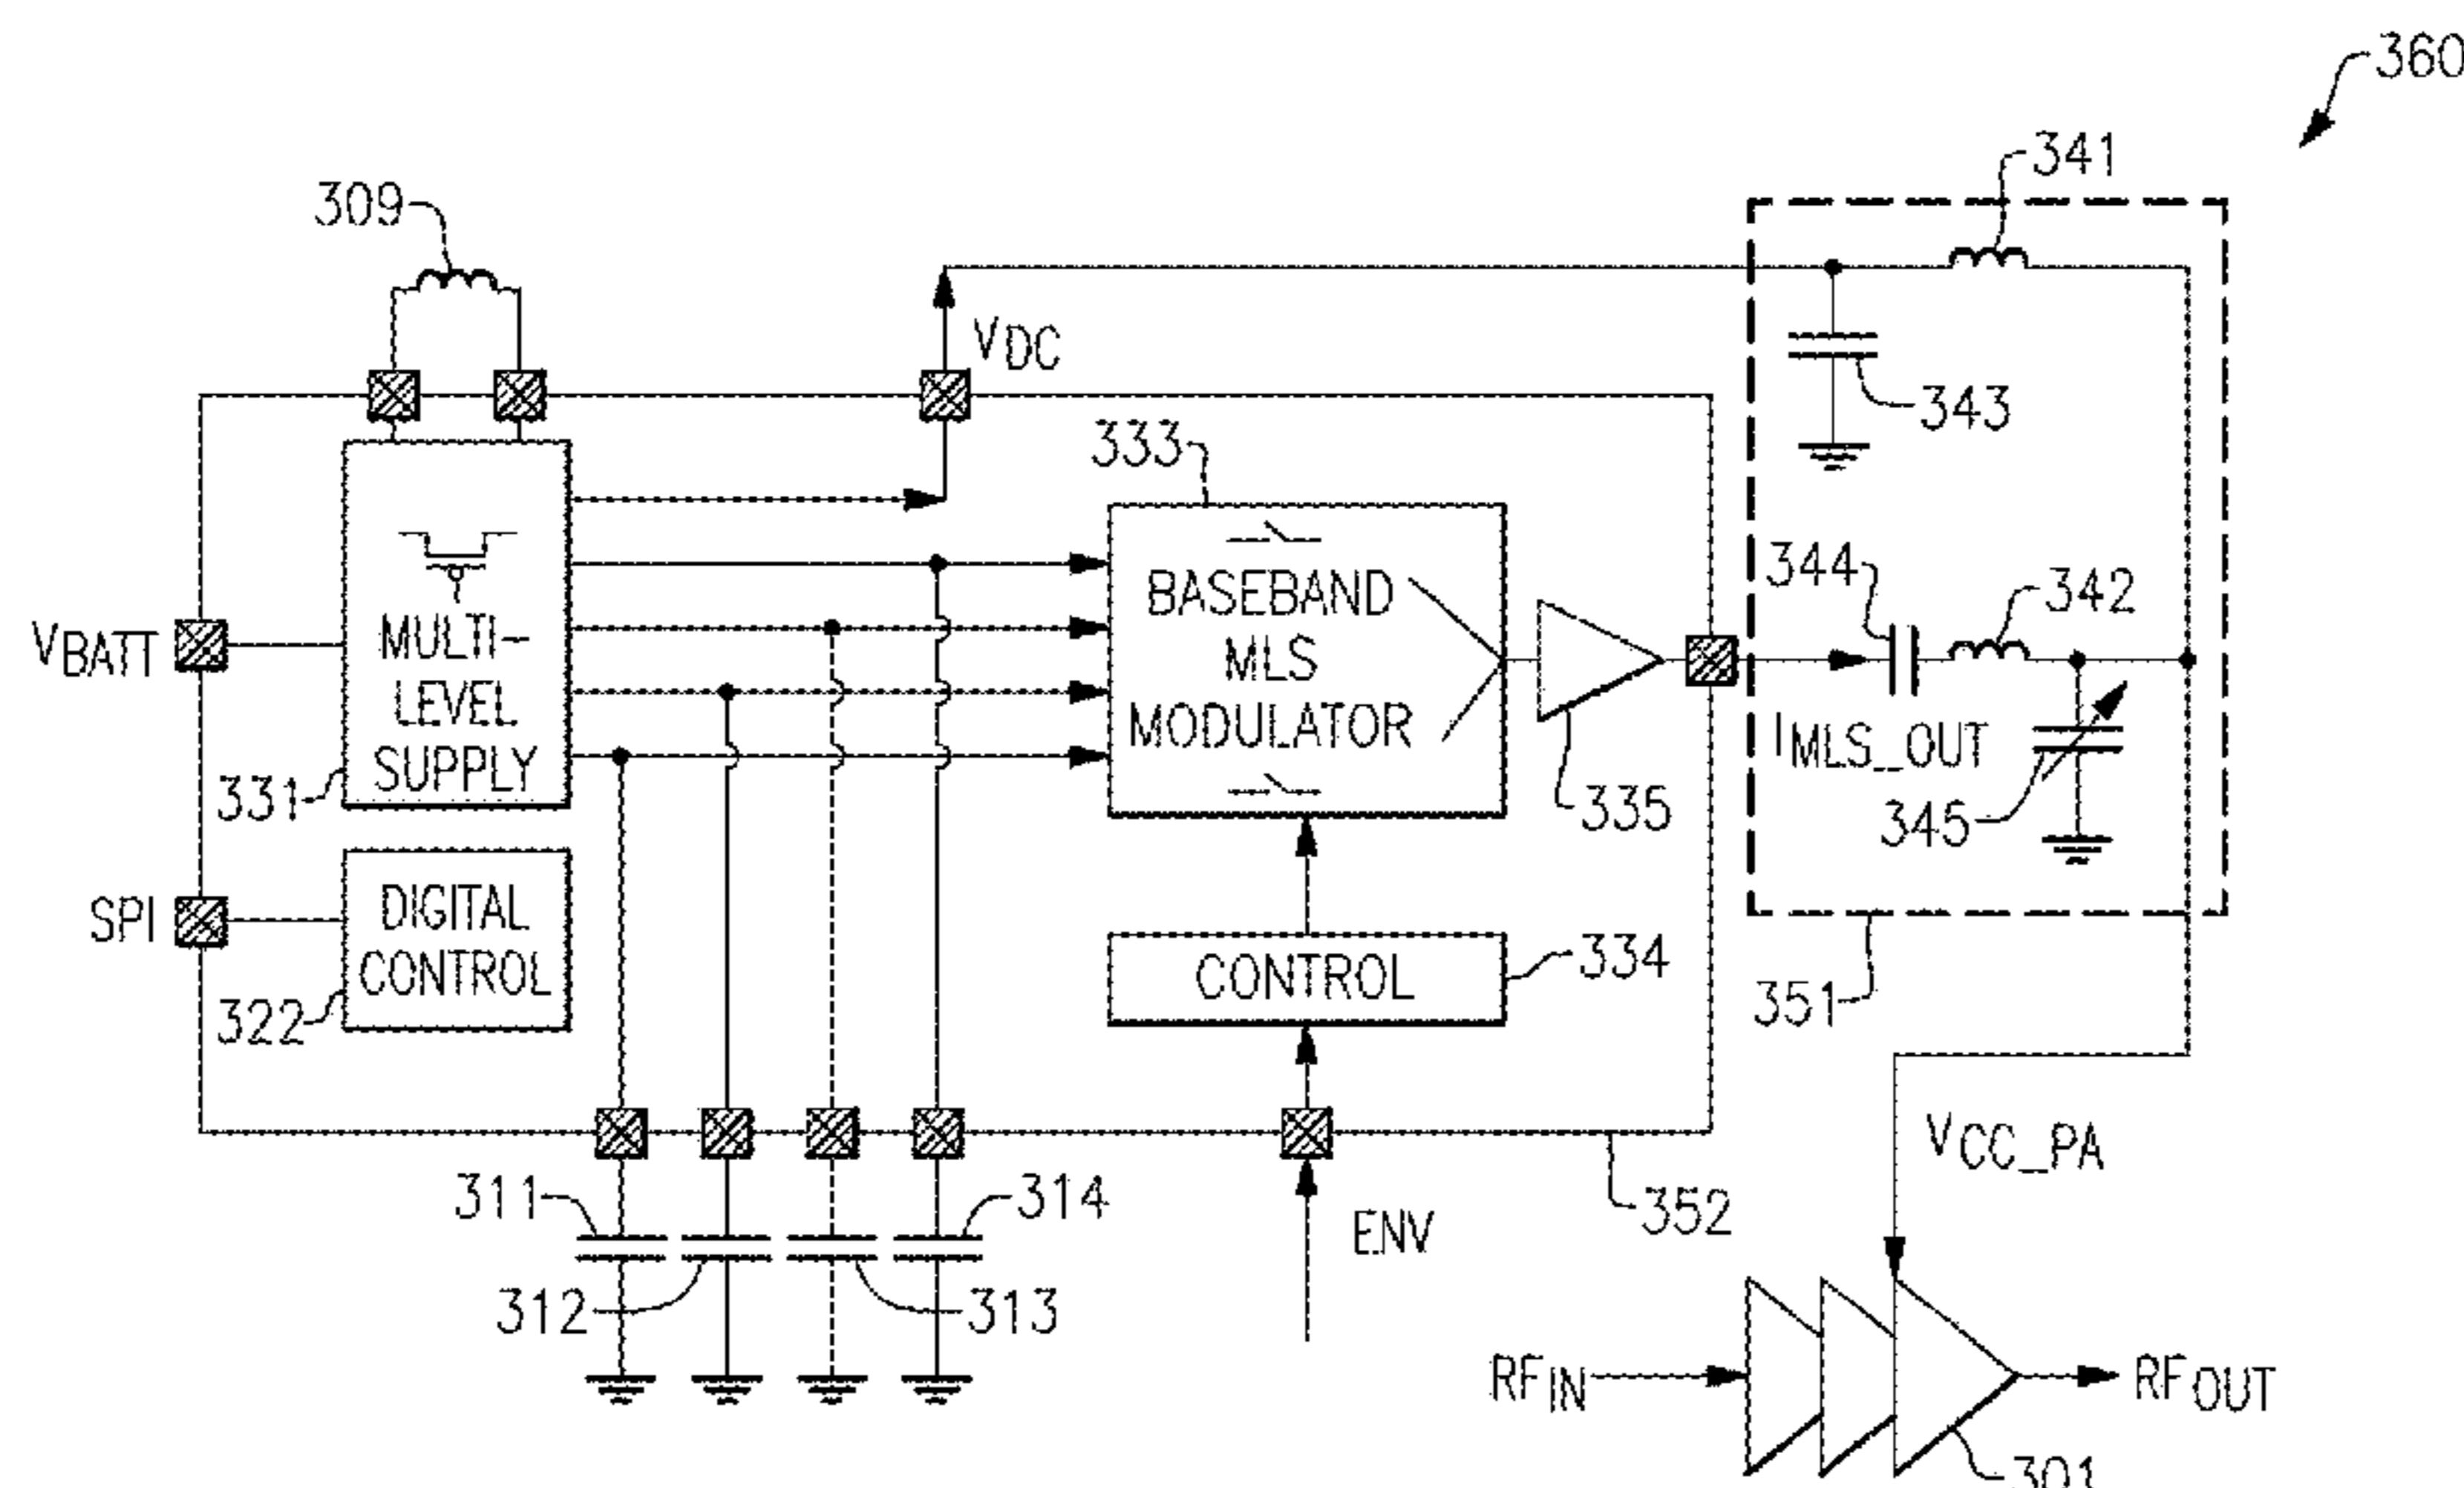 360
341
309
VDC
343
333
344
342
VBATT
MULTI-
LEVEL
SUPPLY
BASEBAND
MLS
MODULATOR
IMLS_OUT
331
335
345
SPI
DIGITAL
CONTROL
322
CONTROL
334
351
VCC_PA
311
314
352
ENV
312
313
RFIN
RFOUT
301